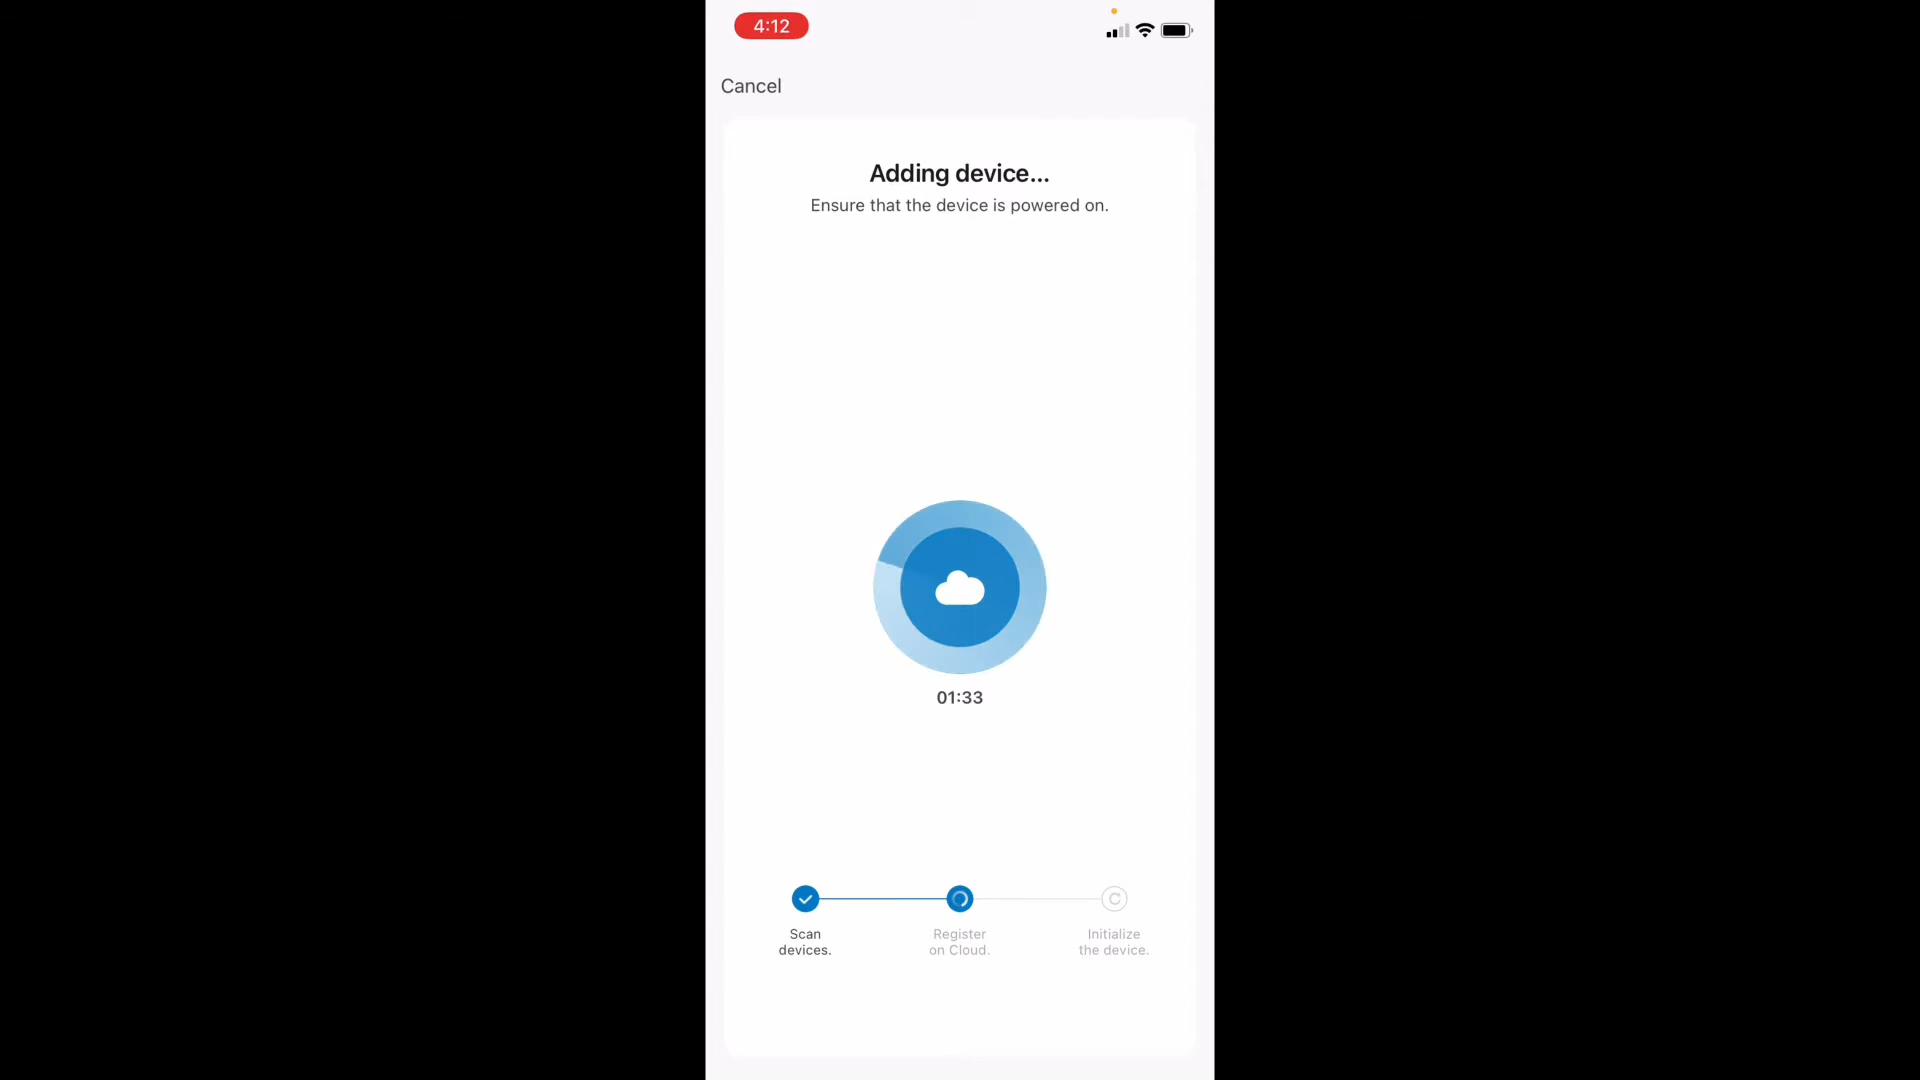 4:12
Cancel
Adding device...
Ensure that the device is powered on.
01:33
Scan
devices.
Register
on Cloud.
Initialize
the device.